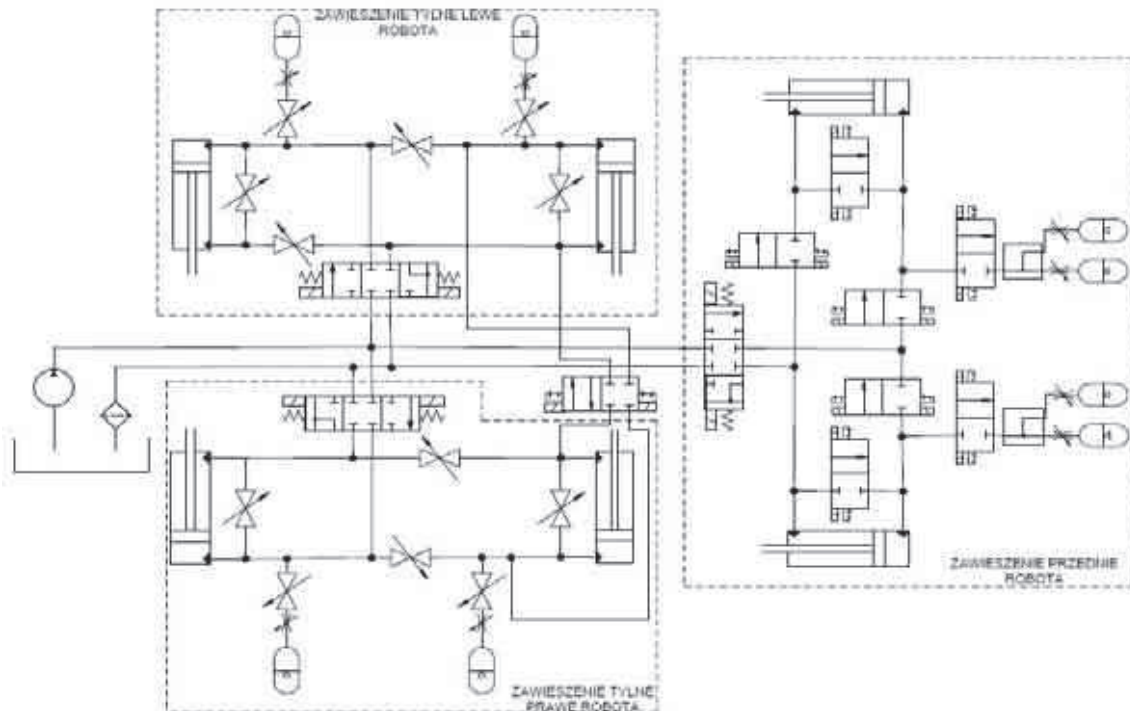 ZAWIESZENIE TYLNE LEWE
ROBOTA
ZAWIESZENIE PRZEDNIE
ROBOTA
ZAWIESZENIE TYLNE
PRAWE ROBOTA